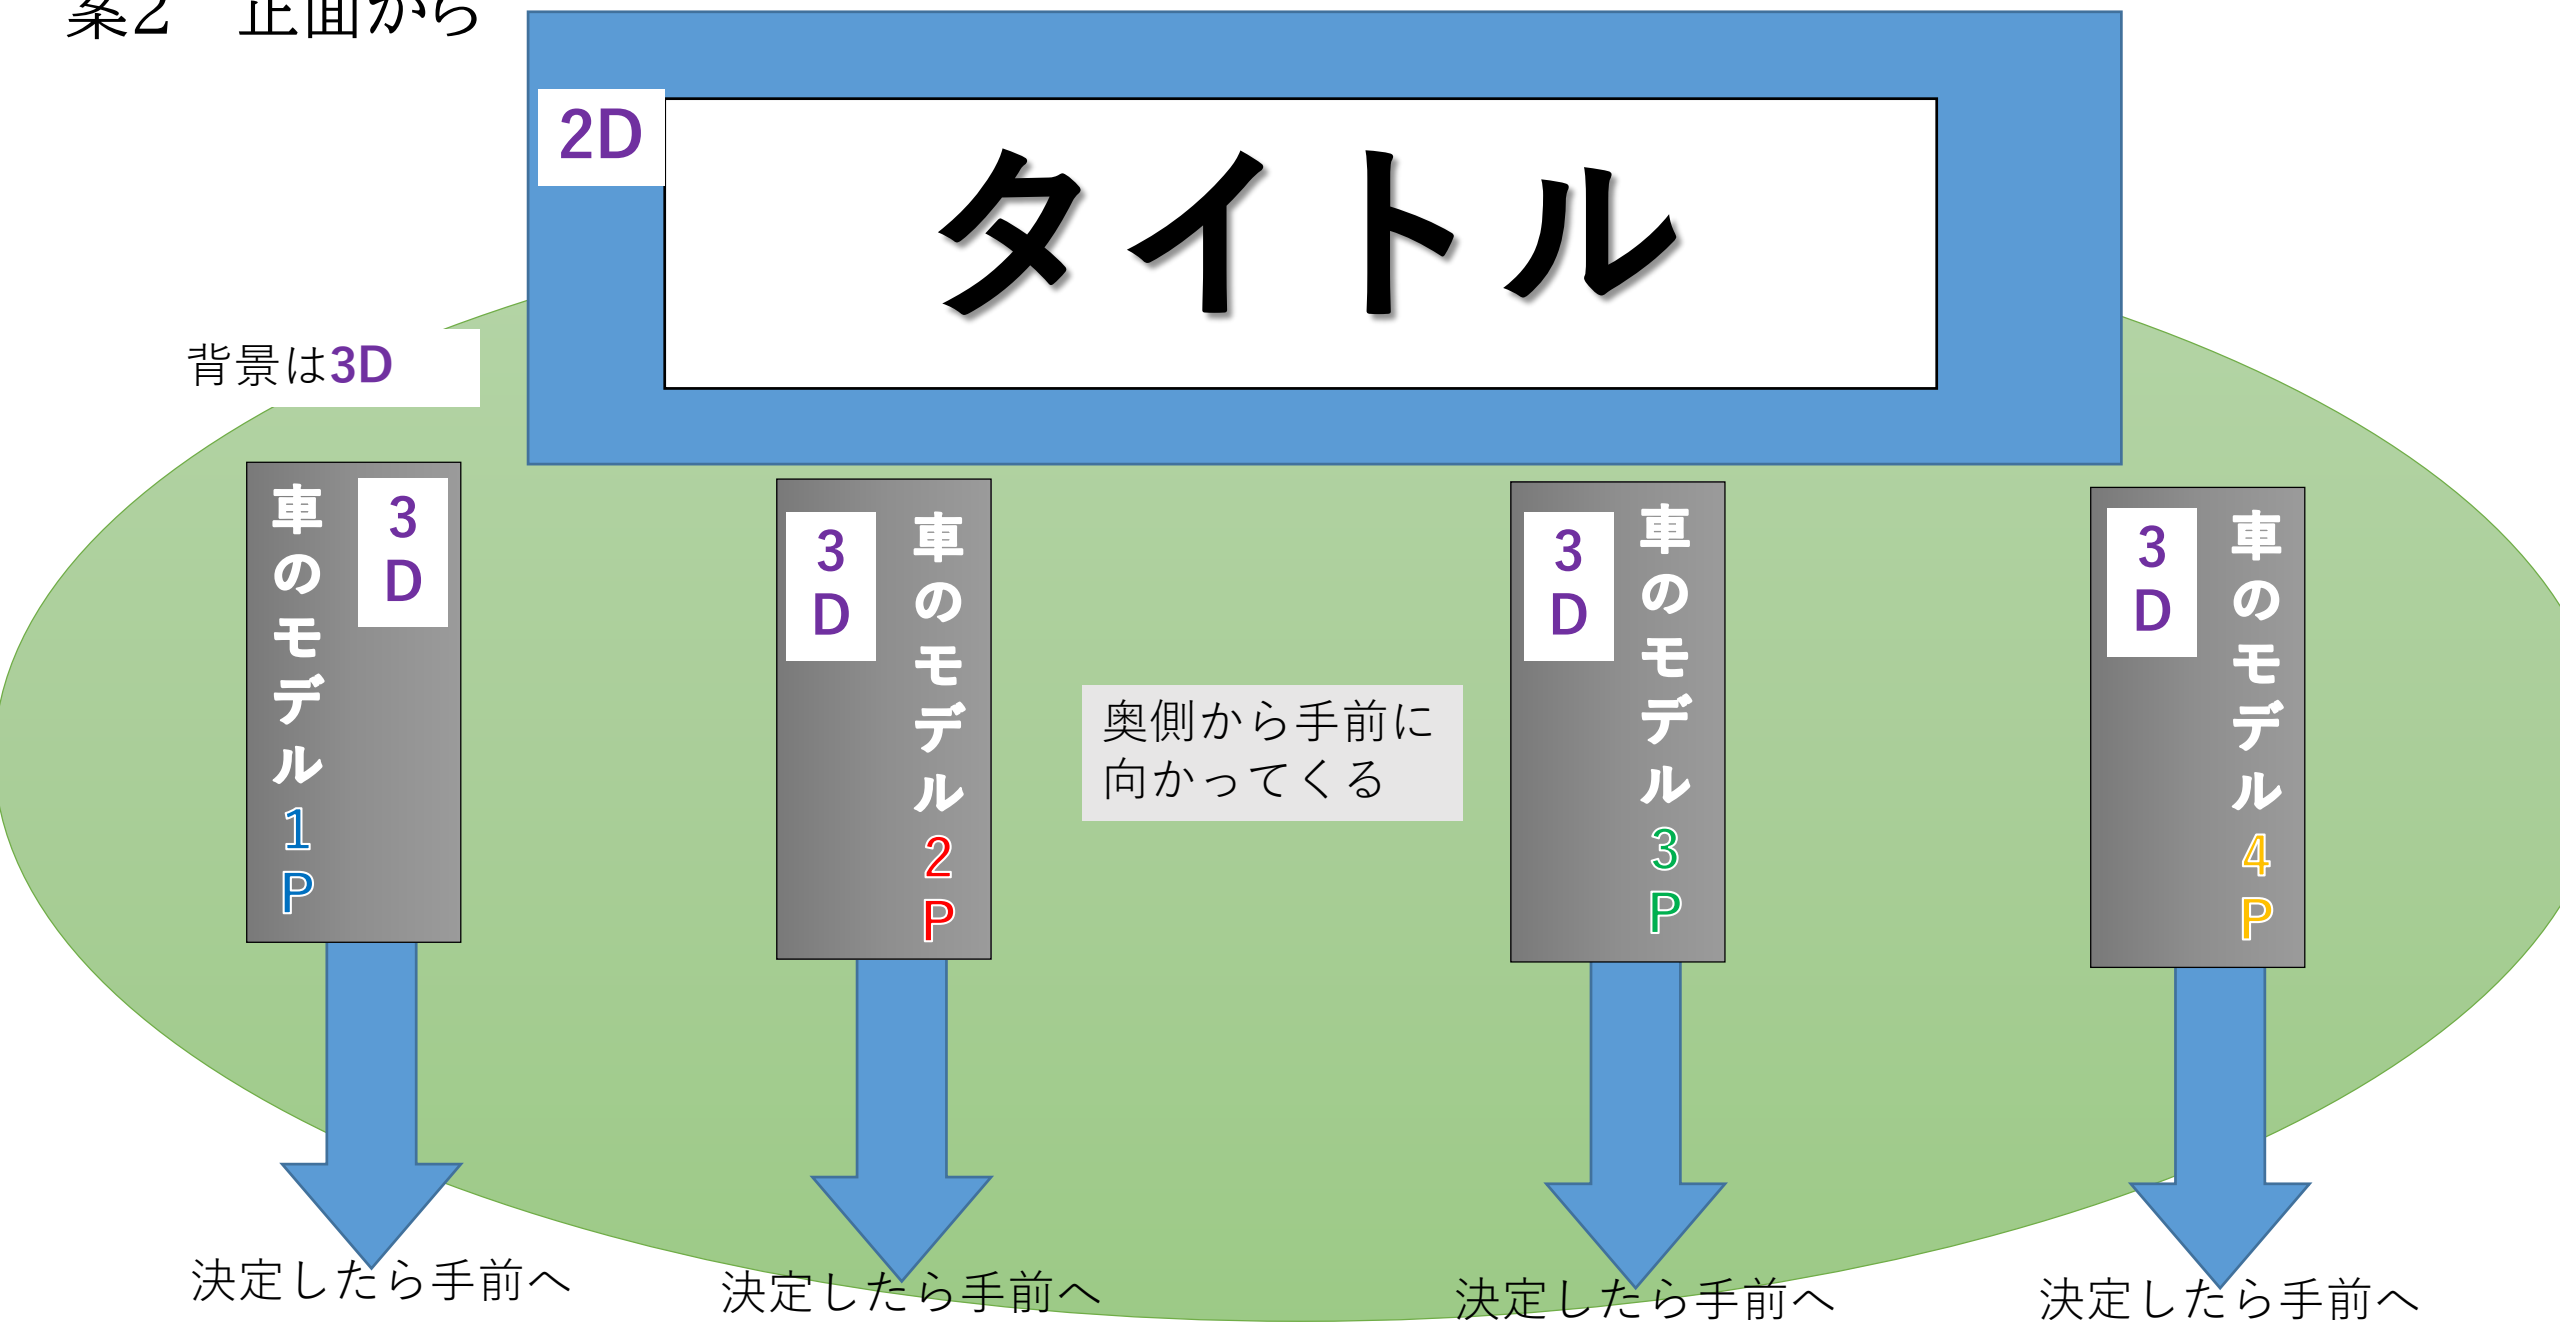 案2　正面から
2D
タイトル
背景は3D
車のモデル1P
3D
3D
車のモデル2P
奥側から手前に
向かってくる
3D
車のモデル3P
3D
車のモデル4P
決定したら手前へ
決定したら手前へ
決定したら手前へ
決定したら手前へ